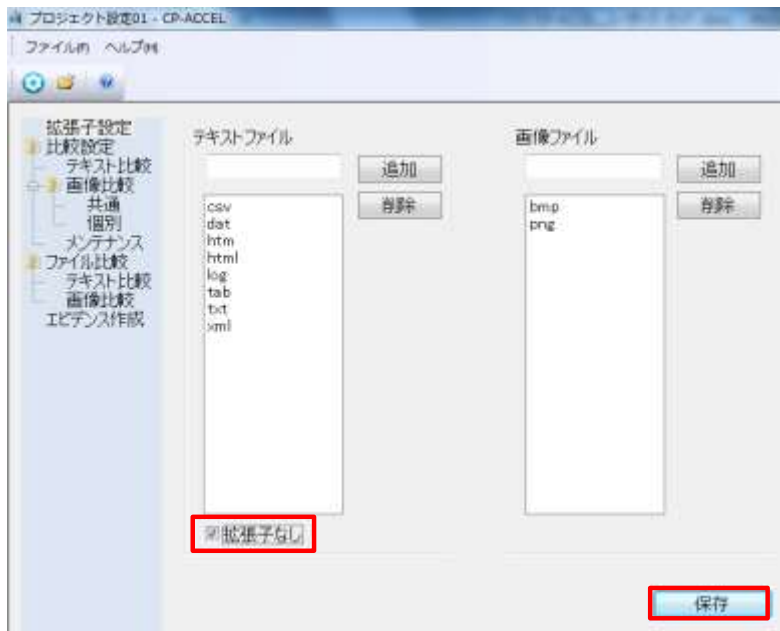 プロジェクト設定01 - CP-ACCEL
ファイル(F) ヘルプ(H)
拡張子設定
比較設定
テキスト比較
画像比較
共通
個別
メンテナンス
ファイル比較
テキスト比較
画像比較
エビデンス作成
テキストファイル
追加
削除
csv
dat
htm
html
log
tab
txt
xml
拡張子なし
画像ファイル
追加
削除
bmp
png
保存